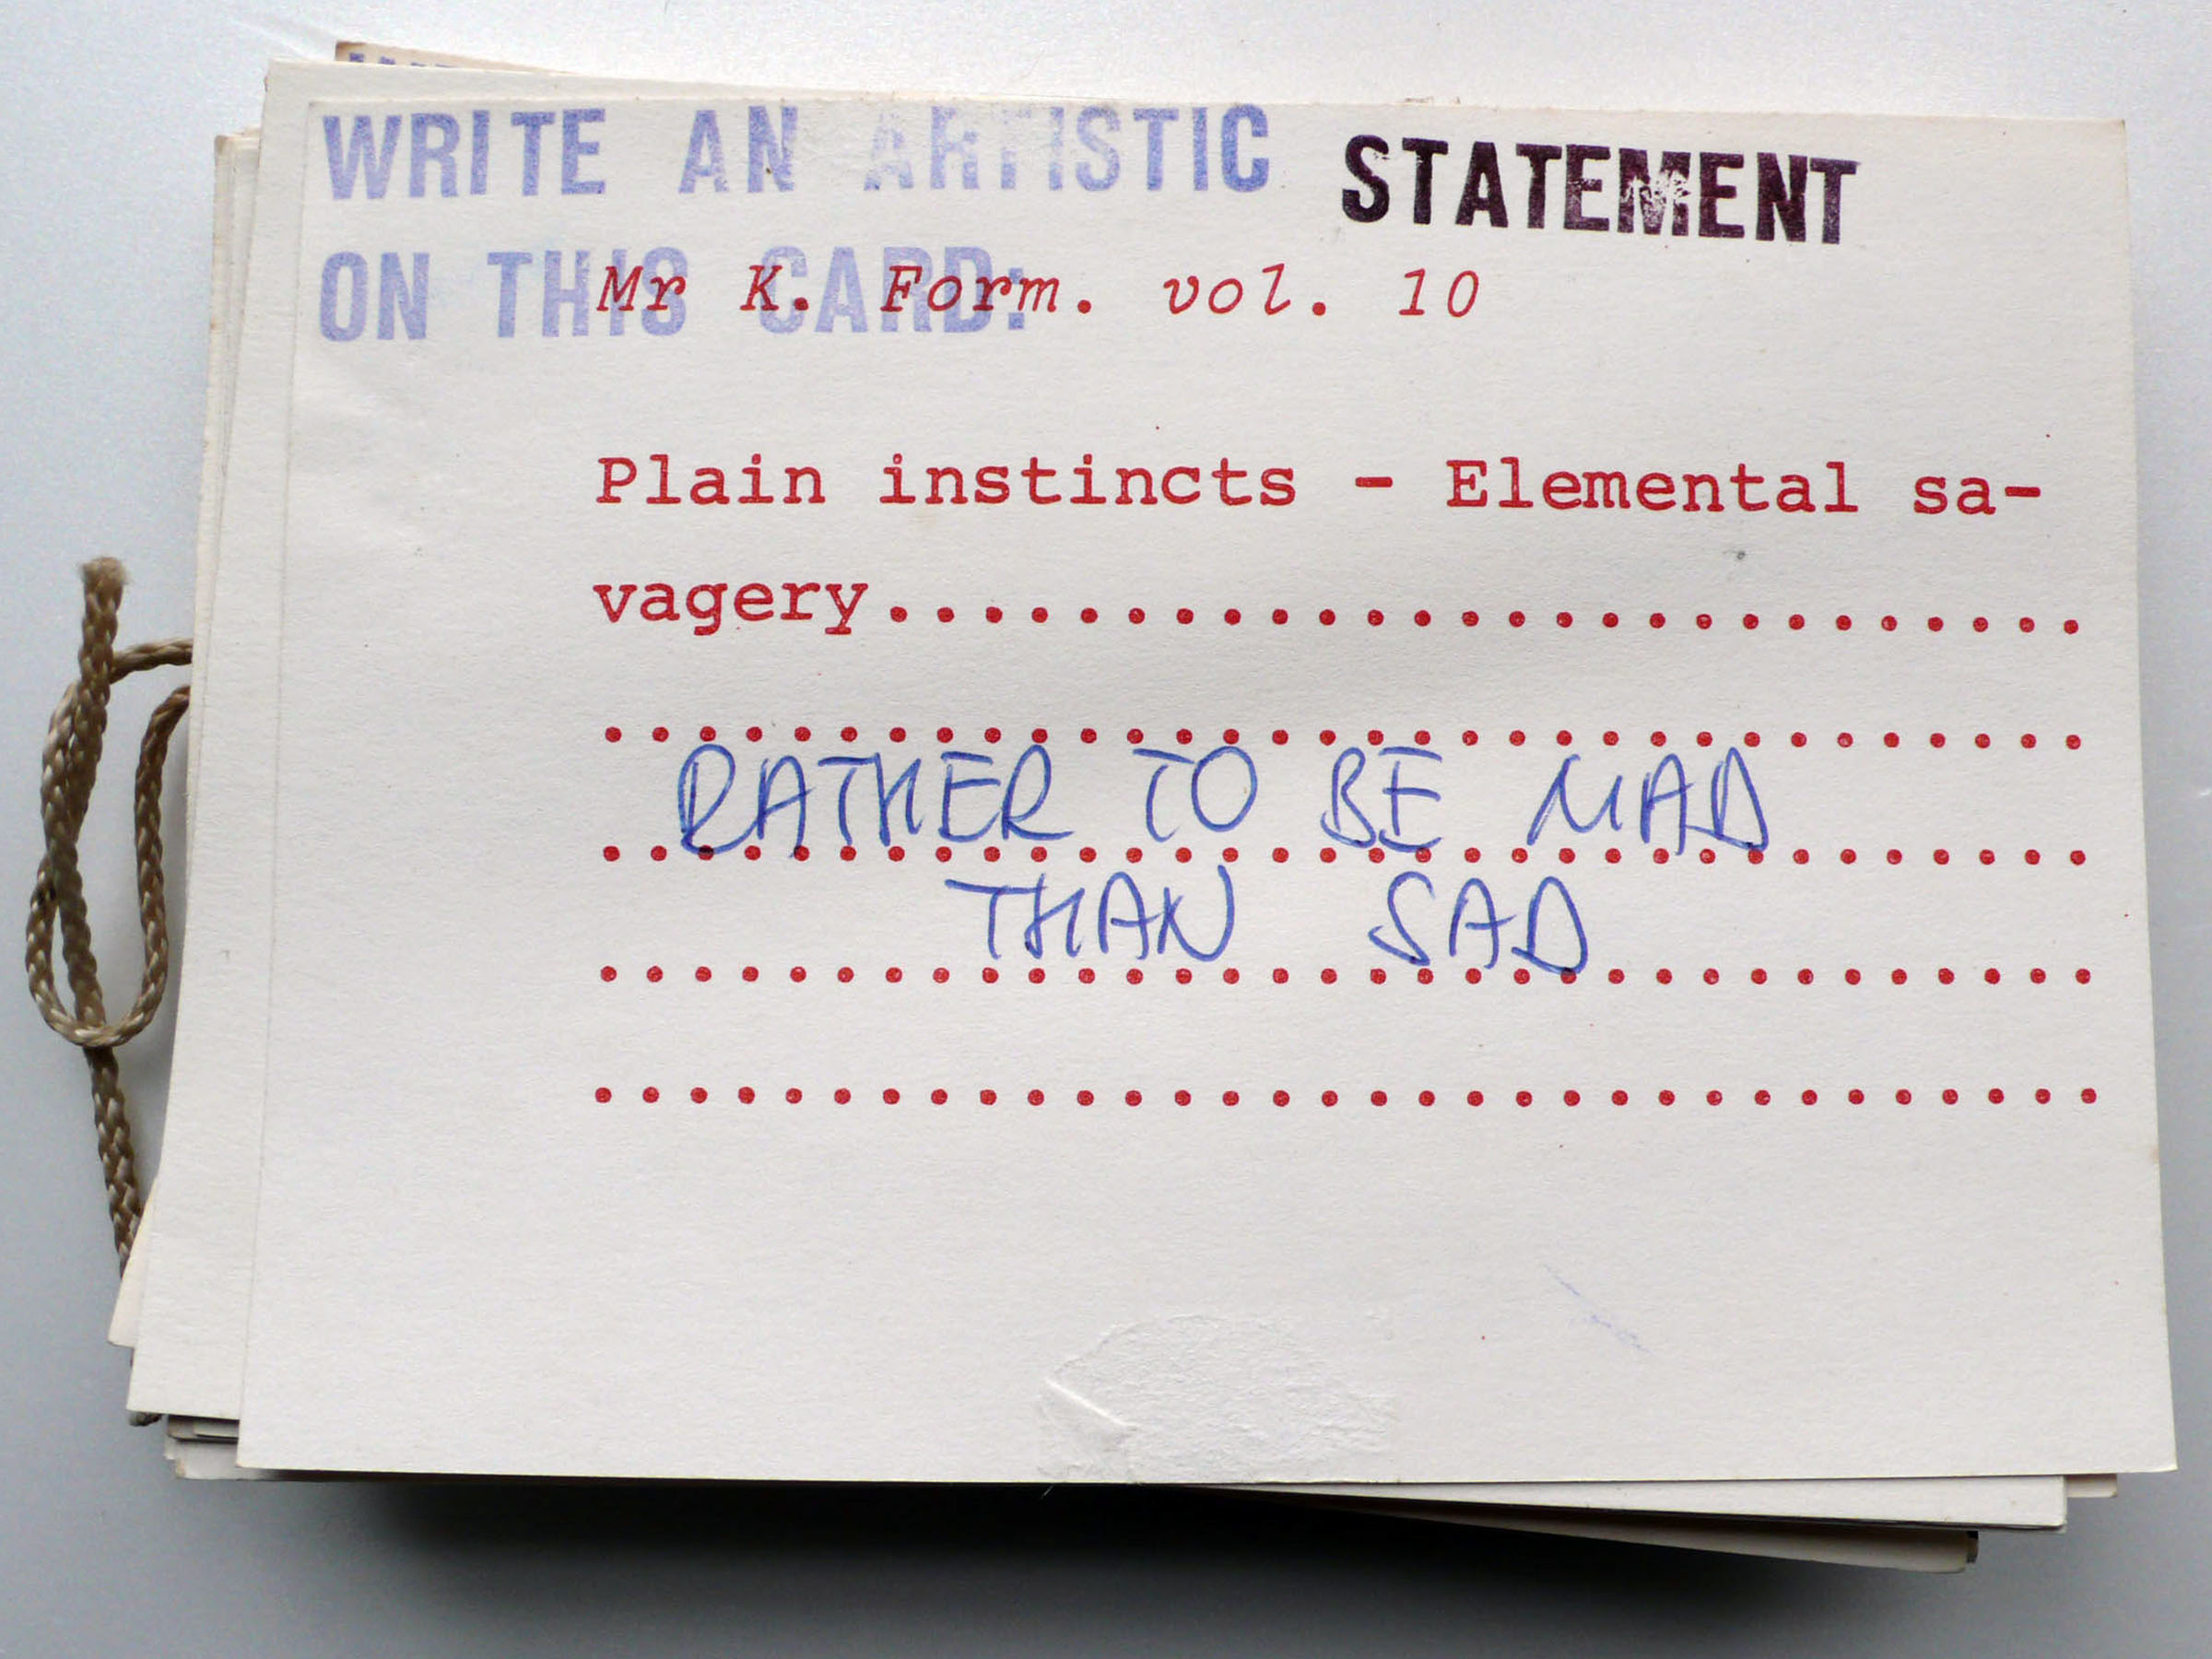 WRITE AN ARTISTIC STATEMENT
ON THIS CARD:
Mr K. Form. vol. 10
Plain instincts - Elemental sa-
vagery................................
................................
RATHER TO BE MAD
................................
THAN SAD
................................
................................